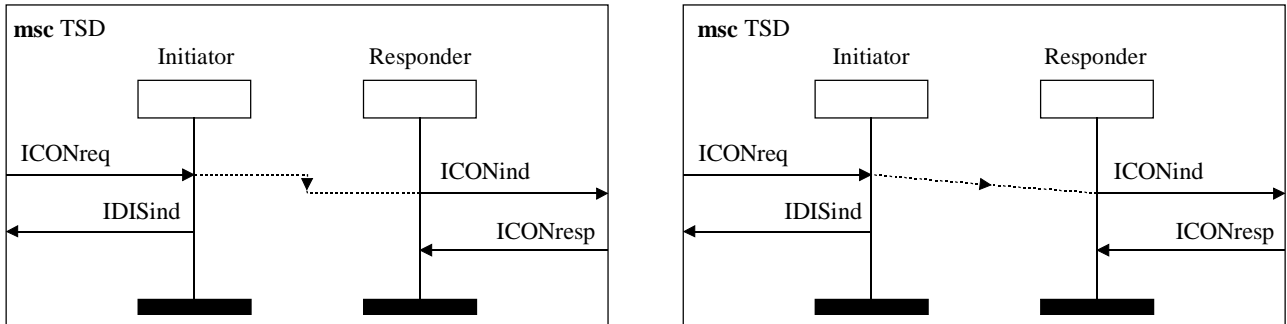 msc TSD
Initiator
Responder
ICONreq
ICONind
IDISind
ICONresp
msc TSD
Initiator
Responder
ICONreq
ICONind
IDISind
ICONresp